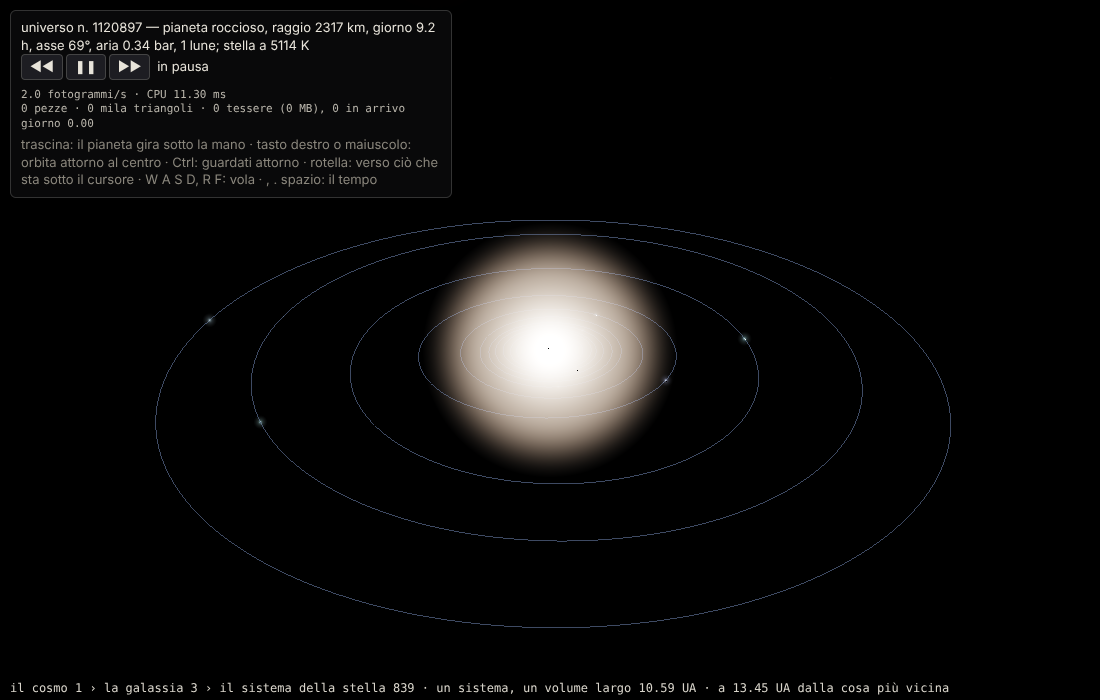 universo n. 1120897 — pianeta roccioso, raggio 2317 km, giorno 9.2
h, asse 69°, aria 0.34 bar, 1 lune; stella a 5114 K
in pausa
2.0 fotogrammi/s · CPU 11.30 ms
0 pezze · 0 mila triangoli · 0 tessere (0 MB), 0 in arrivo
giorno 0.00
trascina: il pianeta gira sotto la mano · tasto destro o maiuscolo:
orbita attorno al centro · Ctrl: guardati attorno · rotella: verso ciò che
sta sotto il cursore · W A S D, R F: vola · , . spazio: il tempo
il cosmo 1 › la galassia 3 › il sistema della stella 839 · un sistema, un volume largo 10.59 UA · a 13.45 UA dalla cosa più vicina